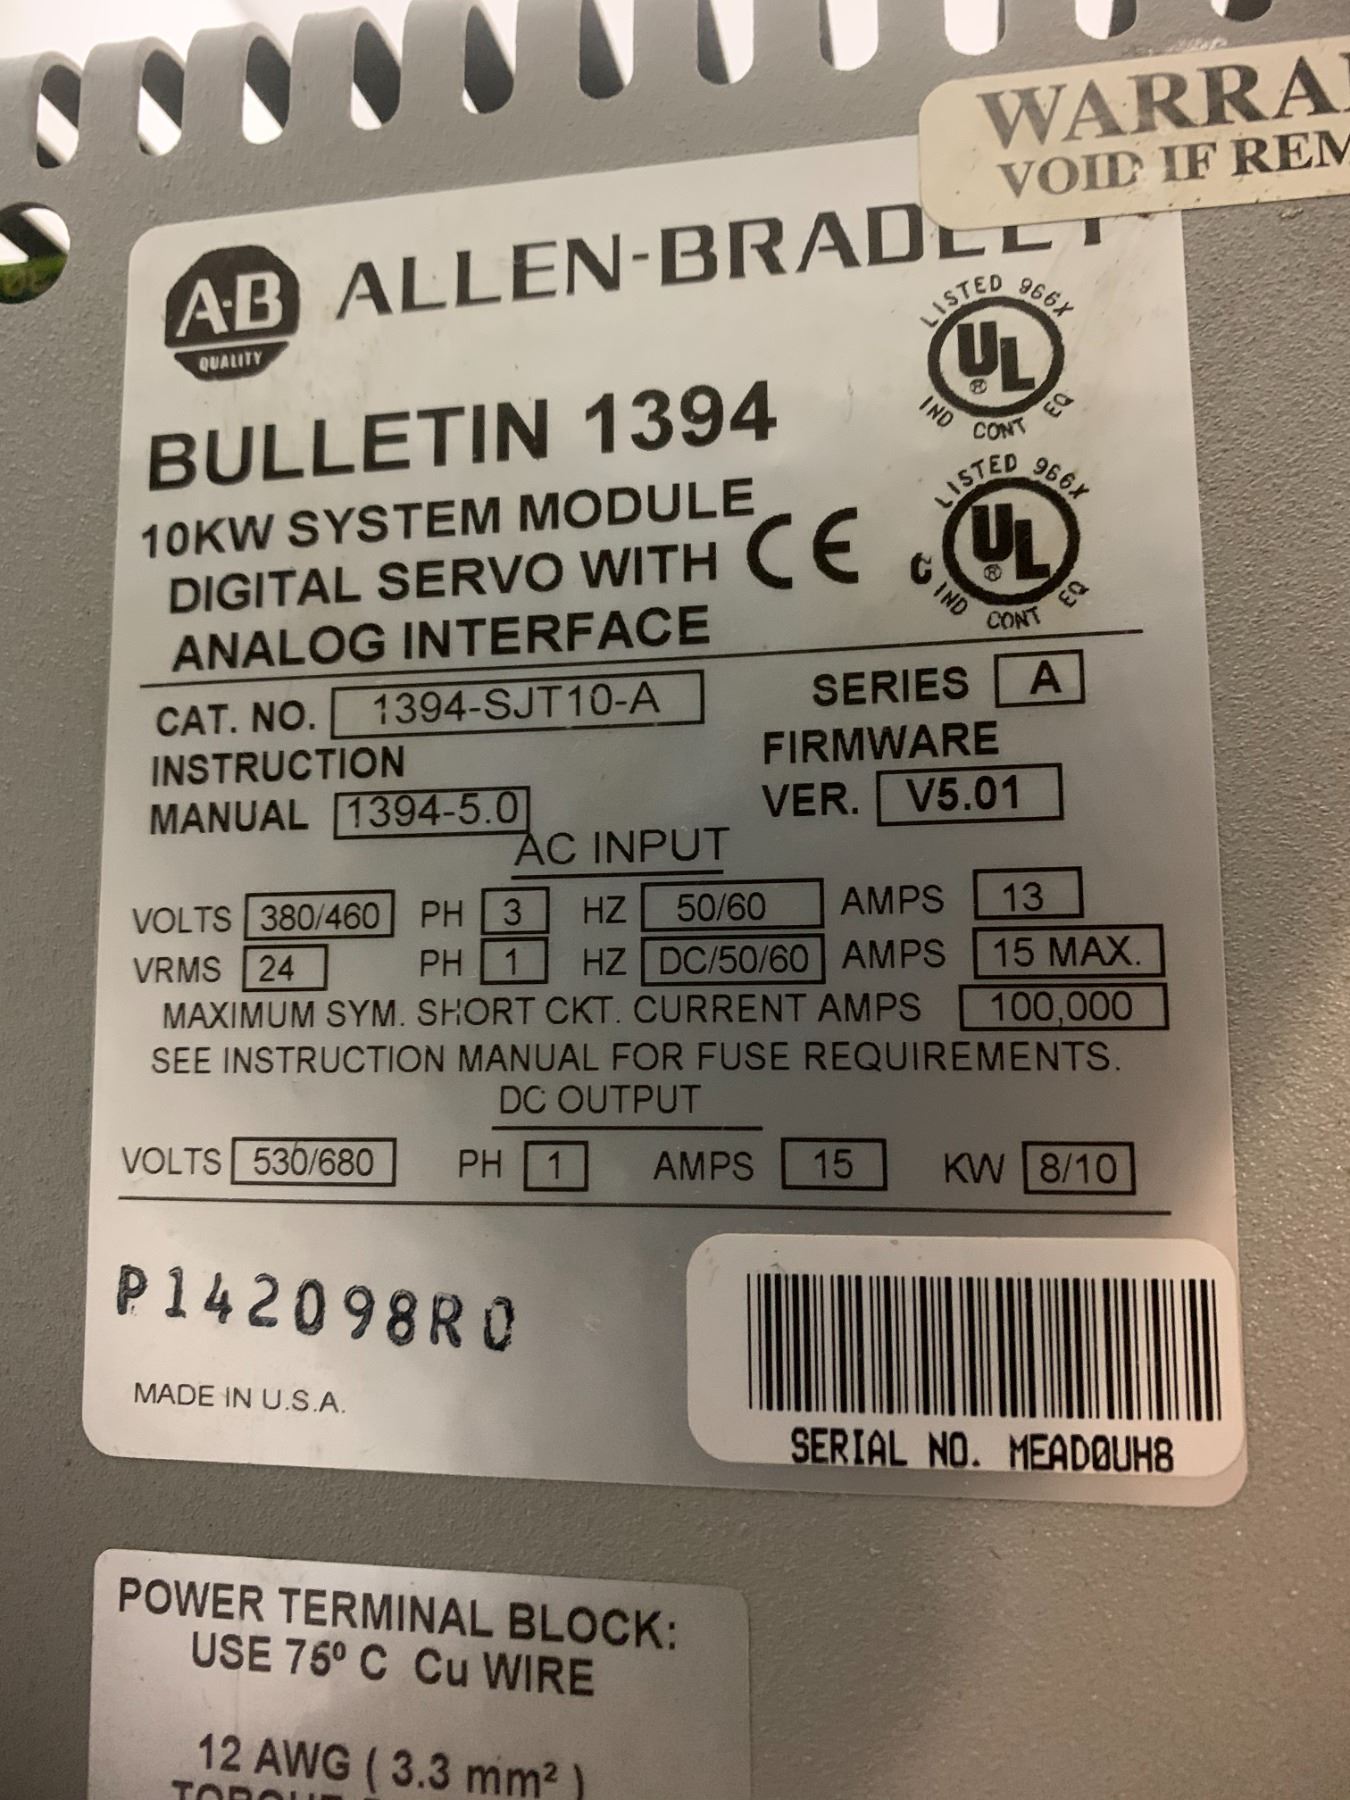 WARRA
VOID IF REM
A-B
QUALITY
ALLEN-BRADLEY
LISTED 966X
UL
®
IND CONT EQ
BULLETIN 1394
10KW SYSTEM MODULE
DIGITAL SERVO WITH
ANALOG INTERFACE
CE
LISTED 966X
C UL
®
IND CONT EQ
CAT. NO. 1394-SJT10-A SERIES A
INSTRUCTION
MANUAL 1394-5.0
FIRMWARE
VER. V5.01
AC INPUT
VOLTS 380/460 PH 3 HZ 50/60 AMPS 13
VRMS 24 PH 1 HZ DC/50/60 AMPS 15 MAX.
MAXIMUM SYM. SHORT CKT. CURRENT AMPS 100,000
SEE INSTRUCTION MANUAL FOR FUSE REQUIREMENTS.
DC OUTPUT
VOLTS 530/680 PH 1 AMPS 15 KW 8/10
P142098R0
MADE IN U.S.A.
SERIAL NO. MEAD0UH8
POWER TERMINAL BLOCK:
USE 75º C Cu WIRE
12 AWG ( 3.3 mm² )